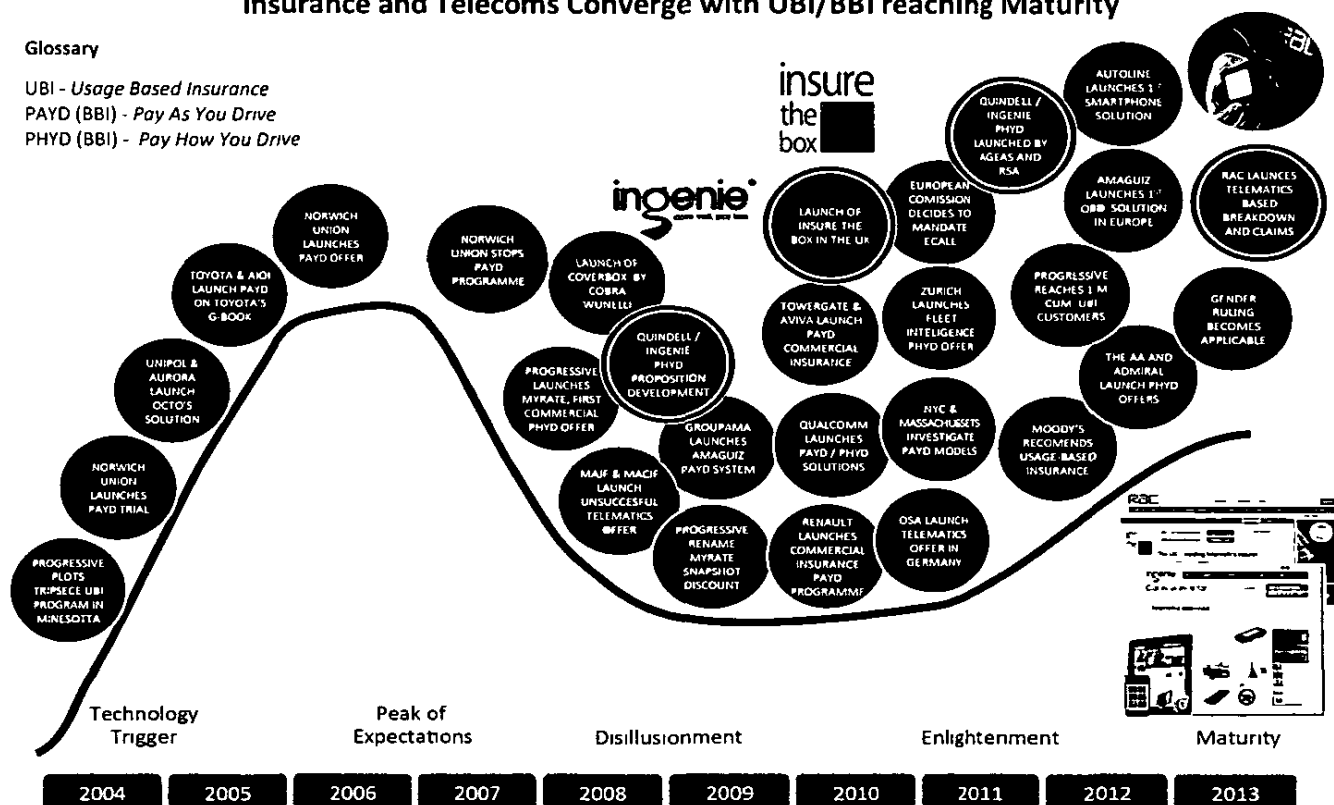 Insurance and Telecoms Converge with UBI/BBI reaching Maturity
Glossary
UBI - Usage Based Insurance
PAYD (BBI) - Pay As You Drive
PHYD (BBI) - Pay How You Drive
insure
the
box
ingenie
PROGRESSIVE
PLOTS
TRIPSECE UBI
PROGRAM IN
MINESOTTA
NORWICH
UNION
LAUNCHES
PAYD TRIAL
UNIPOL &
AURORA
LAUNCH
OCTO'S
SOLUTION
TOYOTA & AIOI
LAUNCH PAYD
ON TOYOTA'S
G-BOOK
NORWICH
UNION
LAUNCHES
PAYD OFFER
NORWICH
UNION STOPS
PAYD
PROGRAMME
LAUNCH OF
COVERBOX BY
COBRA
WUNELLI
PROGRESSIVE
LAUNCHES
MYRATE, FIRST
COMMERCIAL
PHYD OFFER
QUINDELL /
INGENIE
PHYD
PROPOSITION
DEVELOPMENT
MAIF & MACIF
LAUNCH
UNSUCCESFUL
TELEMATICS
OFFER
GROUPAMA
LAUNCHES
AMAGUIZ
PAYD SYSTEM
PROGRESSIVE
RENAME
MYRATE
SNAPSHOT
DISCOUNT
LAUNCH OF
INSURE THE
BOX IN THE UK
TOWERGATE &
AVIVA LAUNCH
PAYD
COMMERCIAL
INSURANCE
QUALCOMM
LAUNCHES
PAYD / PHYD
SOLUTIONS
RENAULT
LAUNCHES
COMMERCIAL
INSURANCE
PAYD
PROGRAMME
EUROPEAN
COMISSION
DECIDES TO
MANDATE
ECALL
ZURICH
LAUNCHES
FLEET
INTELIGENCE
PHYD OFFER
NYC &
MASSACHUSSETS
INVESTIGATE
PAYD MODELS
OSA LAUNCH
TELEMATICS
OFFER IN
GERMANY
QUINDELL /
INGENIE
PHYD
LAUNCHED BY
AGEAS AND
RSA
AUTOLINE
LAUNCHES 1
SMARTPHONE
SOLUTION
AMAGUIZ
LAUNCHES 1
OBD SOLUTION
IN EUROPE
PROGRESSIVE
REACHES 1 M
CUM UBI
CUSTOMERS
THE AA AND
ADMIRAL
LAUNCH PHYD
OFFERS
MOODY'S
RECOMENDS
USAGE-BASED
INSURANCE
RAC LAUNCES
TELEMATICS
BASED
BREAKDOWN
AND CLAIMS
GENDER
RULING
BECOMES
APPLICABLE
RAC
ingenie
Technology
Trigger
Peak of
Expectations
Disillusionment
Enlightenment
Maturity
2004 2005 2006 2007 2008 2009 2010 2011 2012 2013